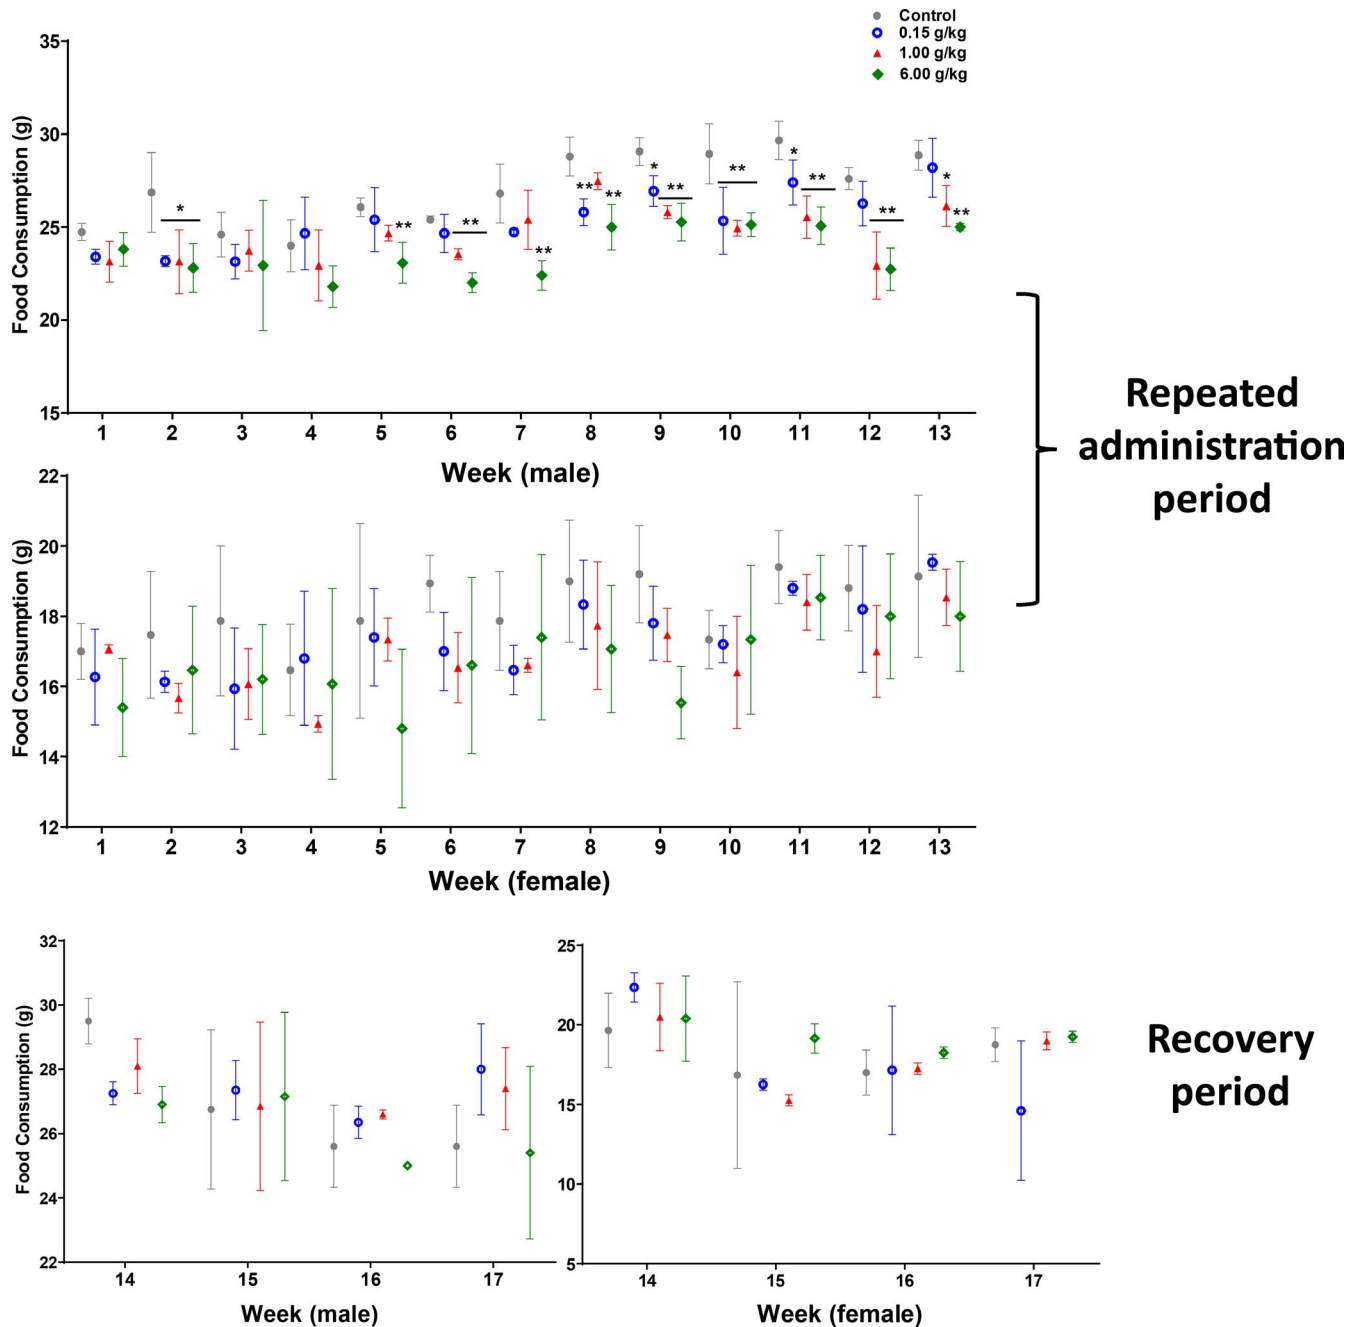 Control
0.15 g/kg
1.00 g/kg
6.00 g/kg
Food Consumption (g)
35
30
25
20
15
* ** ** ** ** ** * ** ** * ** ** * **
1 2 3 4 5 6 7 8 9 10 11 12 13
Week (male)
Repeated
administration
period
Food Consumption (g)
22
20
18
16
14
12
1 2 3 4 5 6 7 8 9 10 11 12 13
Week (female)
Food Consumption (g)
32
30
28
26
24
22
14 15 16 17
Week (male)
25
20
15
10
5
14 15 16 17
Week (female)
Recovery
period